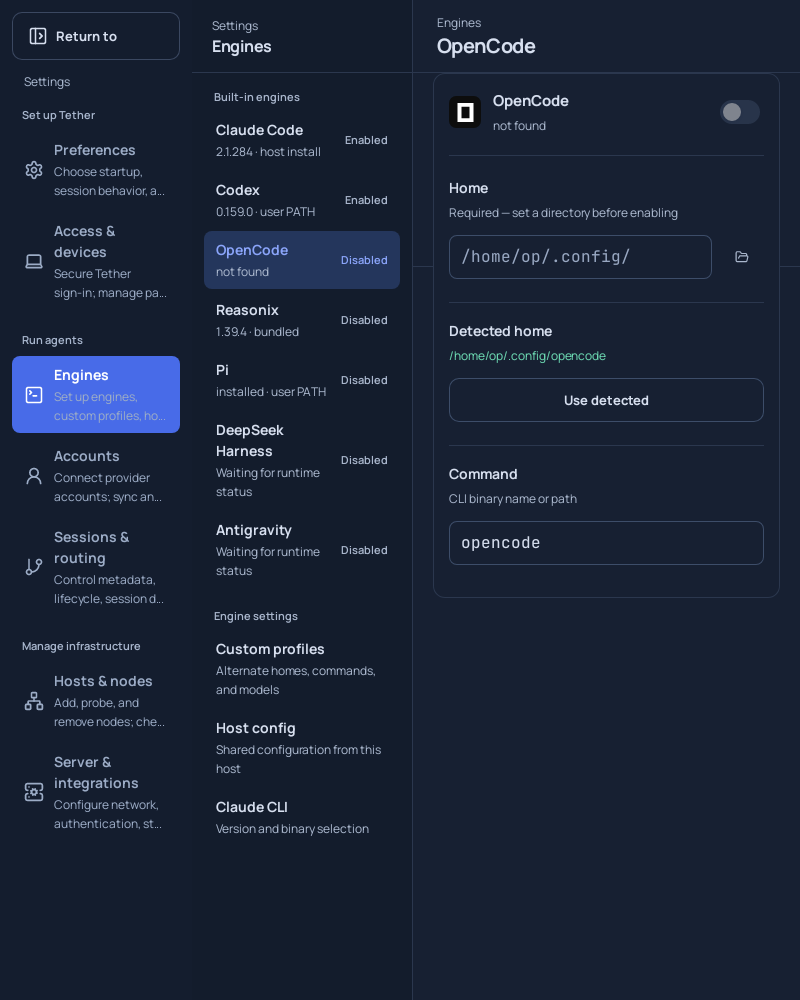 Return to
Settings
Set up Tether
Preferences
Choose startup,
session behavior, a...
Access &
devices
Secure Tether
sign-in; manage pa...
Run agents
Engines
Set up engines,
custom profiles, ho...
Accounts
Connect provider
accounts; sync an...
Sessions &
routing
Control metadata,
lifecycle, session d...
Manage infrastructure
Hosts & nodes
Add, probe, and
remove nodes; che...
Server &
integrations
Configure network,
authentication, st...
Settings
Engines
Built-in engines
Claude Code
2.1.284 · host install
Enabled
Codex
0.159.0 · user PATH
Enabled
OpenCode
not found
Disabled
Reasonix
1.39.4 · bundled
Disabled
Pi
installed · user PATH
Disabled
DeepSeek
Harness
Waiting for runtime
status
Disabled
Antigravity
Waiting for runtime
status
Disabled
Engine settings
Custom profiles
Alternate homes, commands,
and models
Host config
Shared configuration from this
host
Claude CLI
Version and binary selection
Engines
OpenCode
OpenCode
not found
Home
Required — set a directory before enabling
/home/op/.config/
Detected home
/home/op/.config/opencode
Use detected
Command
CLI binary name or path
opencode